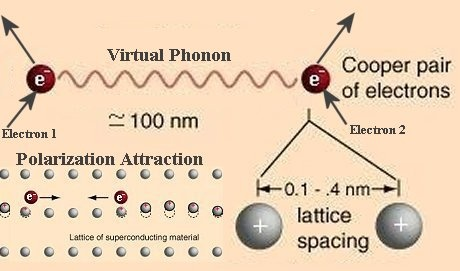 Virtual Phonon
e-
e-
Cooper pair
of electrons
≃ 100 nm
Electron 1
Electron 2
Polarization Attraction
e-
e-
0.1 - .4 nm
lattice
spacing
+
+
Lattice of superconducting material